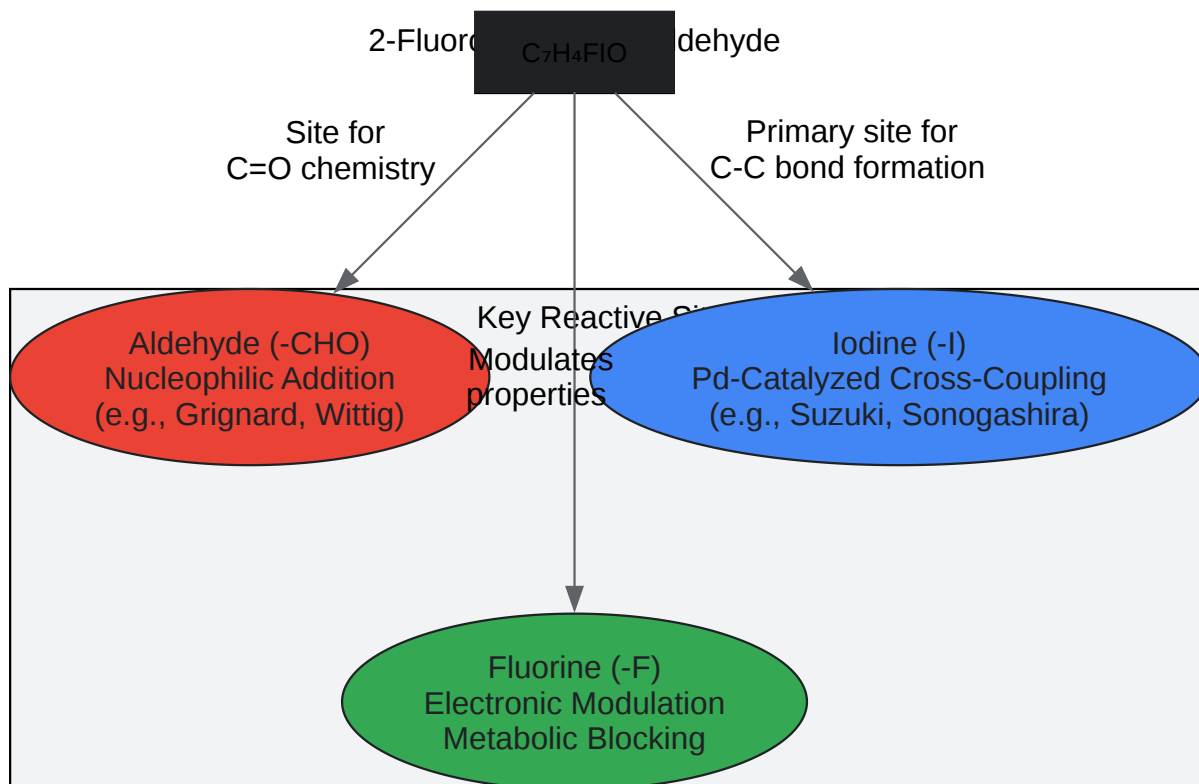 2-Fluoro dehyde
C₇H₄FIO
Site for
C=O chemistry
Primary site for
C-C bond formation
Key Reactive
Modulates
properties
Aldehyde (-CHO)
Nucleophilic Addition
(e.g., Grignard, Wittig)
Iodine (-I)
Pd-Catalyzed Cross-Coupling
(e.g., Suzuki, Sonogashira)
Fluorine (-F)
Electronic Modulation
Metabolic Blocking